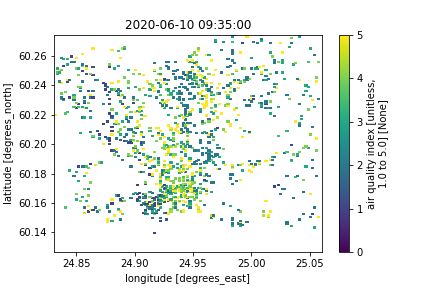 2020-06-10 09:35:00
60.26
60.24
60.22
60.20
60.18
60.16
60.14
latitude [degrees_north]
24.85 24.90 24.95 25.00 25.05
longitude [degrees_east]
5
4
3
2
1
0
air quality index [unitless,
1.0 to 5.0] [None]